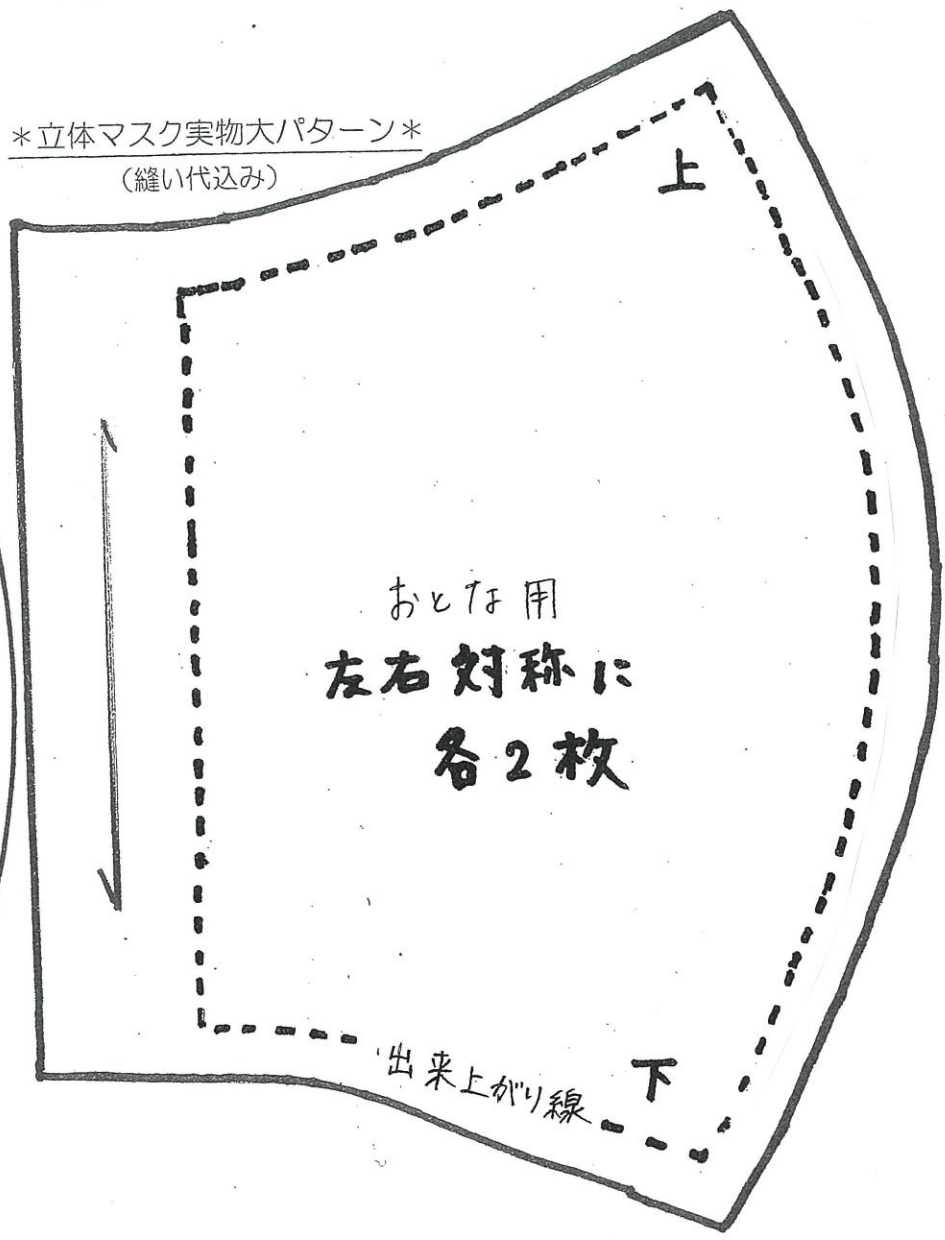 ＊立体マスク実物大パターン＊
（縫い代込み）
上
おとな用
左右対称に
各2枚
出来上がり線
下